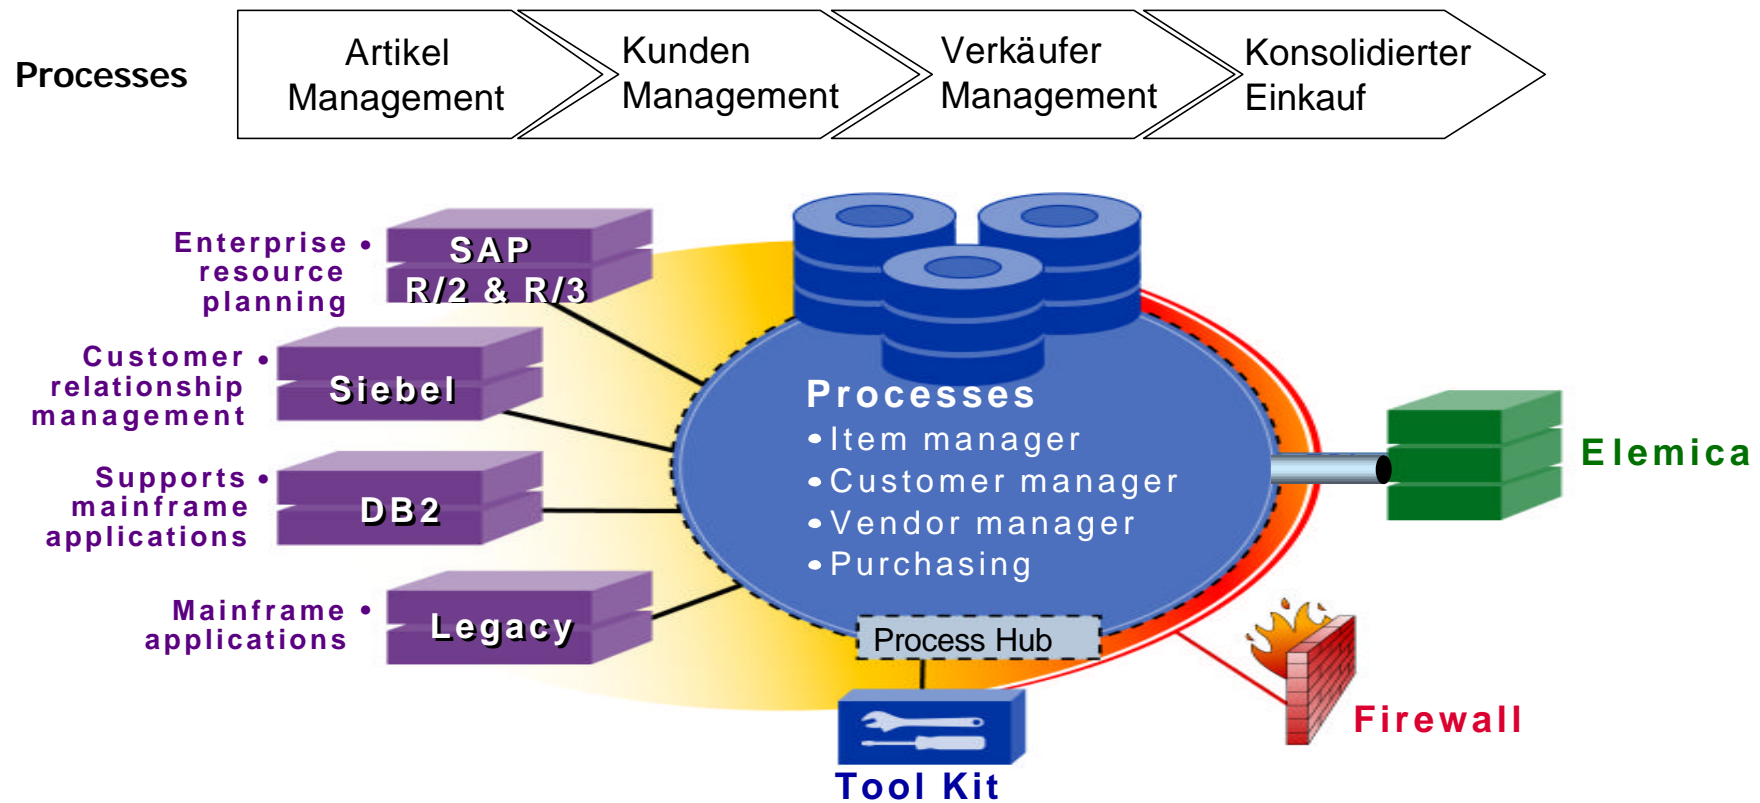 Processes
Artikel
Management
Kunden
Management
Verkäufer
Management
Konsolidierter
Einkauf
Enterprise •
resource
planning
SAP
R/2 & R/3
Customer •
relationship
management
Siebel
Supports •
mainframe
applications
DB2
Mainframe •
applications
Legacy
Processes
• Item manager
• Customer manager
• Vendor manager
• Purchasing
Process Hub
Tool Kit
Elemica
Firewall